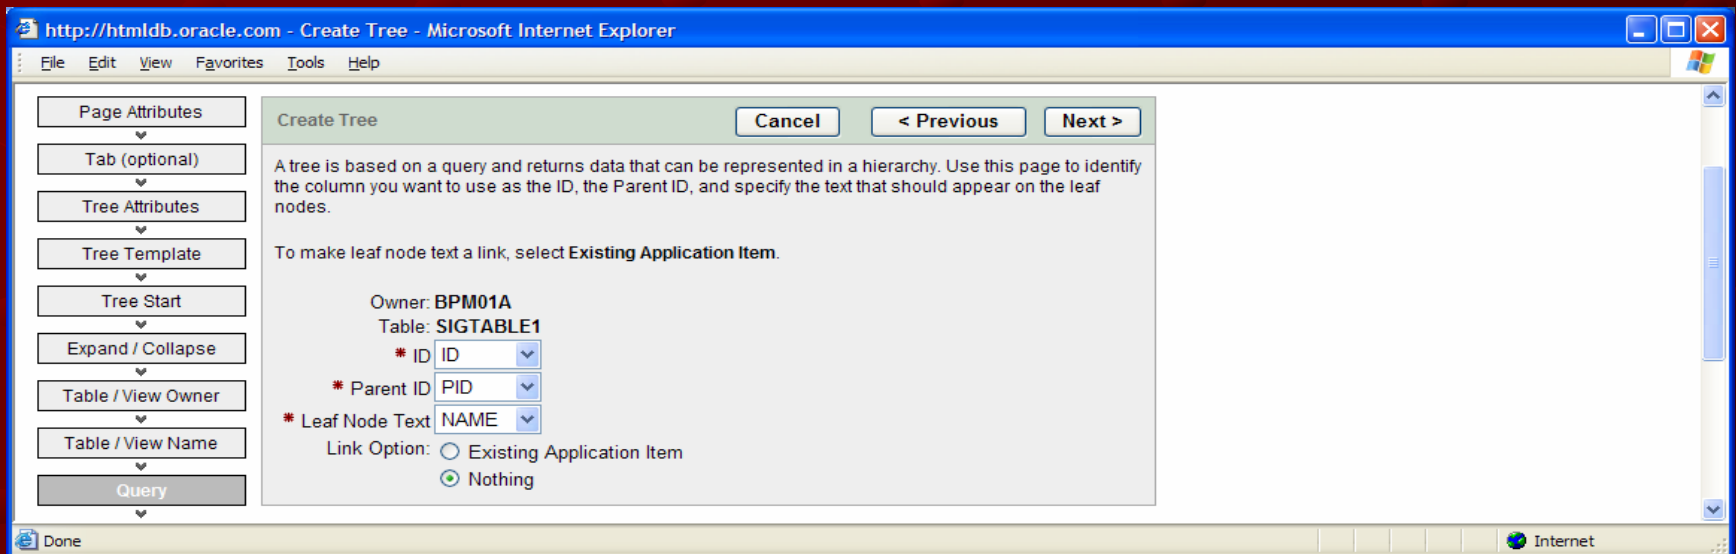 http://htmldb.oracle.com - Create Tree - Microsoft Internet Explorer
File Edit View Favorites Tools Help
Page Attributes
Tab (optional)
Tree Attributes
Tree Template
Tree Start
Expand / Collapse
Table / View Owner
Table / View Name
Query
Create Tree
Cancel
< Previous
Next >
A tree is based on a query and returns data that can be represented in a hierarchy. Use this page to identify
the column you want to use as the ID, the Parent ID, and specify the text that should appear on the leaf
nodes.
To make leaf node text a link, select Existing Application Item.
Owner: BPM01A
Table: SIGTABLE1
* ID ID
* Parent ID PID
* Leaf Node Text NAME
Link Option: Existing Application Item
Nothing
Done
Internet